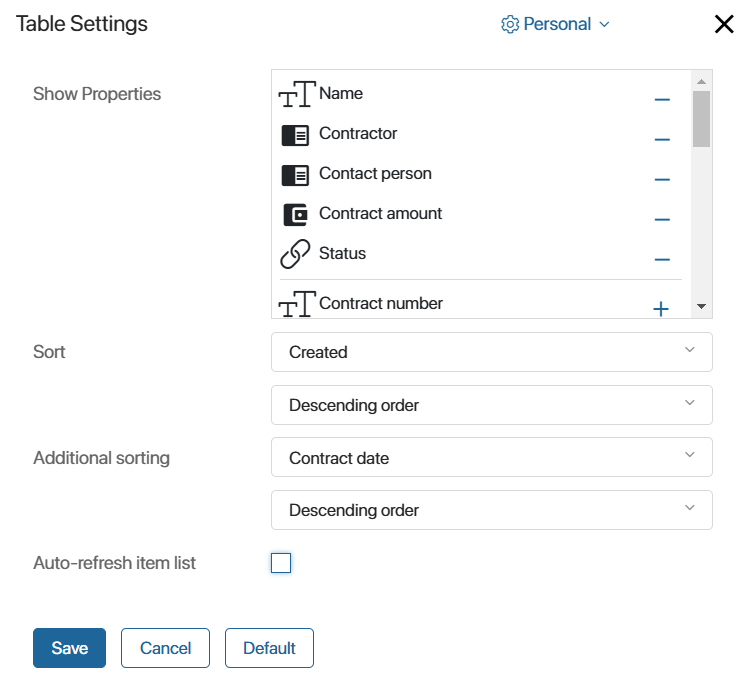 Table Settings
Personal
Show Properties
Name
Contractor
Contact person
Contract amount
Status
Contract number
Sort
Created
Descending order
Additional sorting
Contract date
Descending order
Auto-refresh item list
Save
Cancel
Default